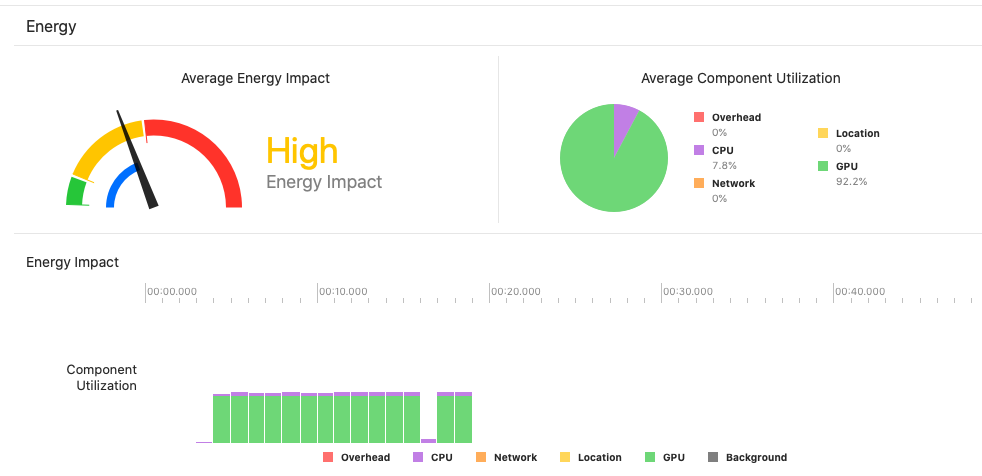 Energy
Average Energy Impact
High
Energy Impact
Average Component Utilization
Overhead
0%
CPU
7.8%
Network
0%
Location
0%
GPU
92.2%
Energy Impact
00:00.000 00:10.000 00:20.000 00:30.000 00:40.000
Component
Utilization
Overhead CPU Network Location GPU Background